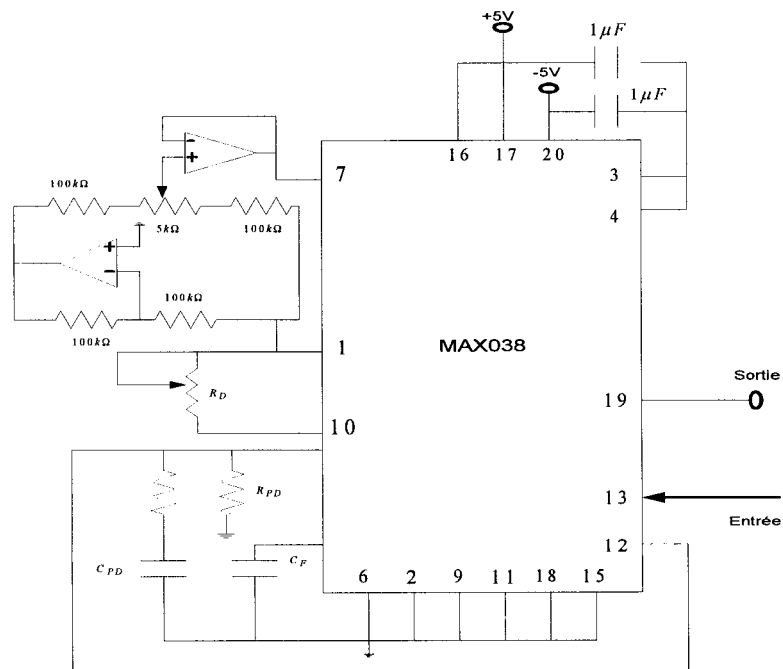 +5V
1μF
-5V
1μF
16 17 20
7
3
4
100kΩ
5kΩ
100kΩ
100kΩ
100kΩ
+
-
-
+
1
MAX038
R_D
10
Sortie
19
R_PD
13
Entrée
12
C_PD
C_F
6 2 9 11 18 15